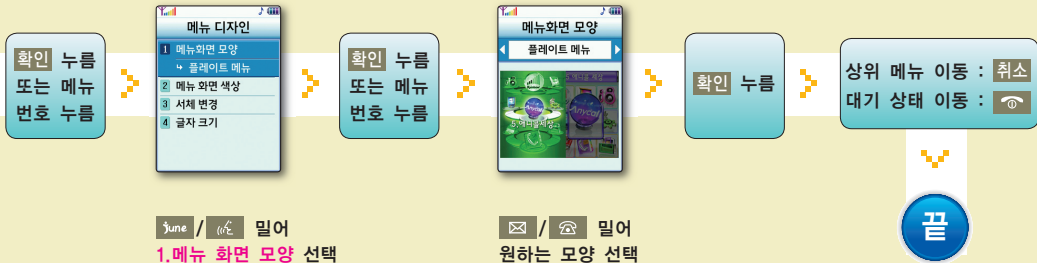 확인 누름
또는 메뉴
번호 누름
메뉴 디자인
1 메뉴화면 모양
플레이트 메뉴
2 메뉴 화면 색상
3 서체 변경
4 글자 크기
june / 밀어
1.메뉴 화면 모양 선택
확인 누름
또는 메뉴
번호 누름
메뉴화면 모양
플레이트 메뉴
Anycall
/ 밀어
원하는 모양 선택
확인 누름
상위 메뉴 이동 : 취소
대기 상태 이동 :
끝